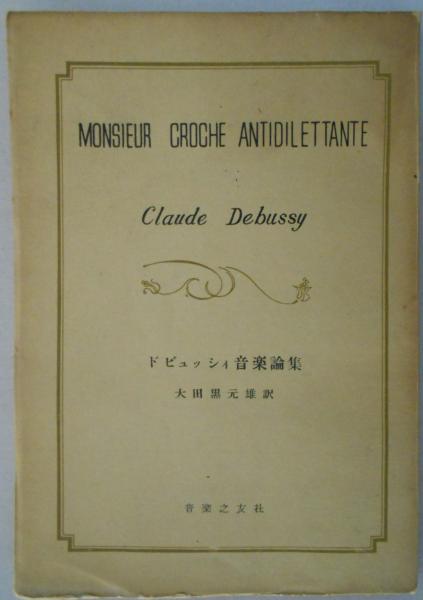 MONSIEUR CROCHE ANTIDILETTANTE
Claude Debussy
ドビュッシィ音楽論集
大田黒元雄訳
音楽之友社